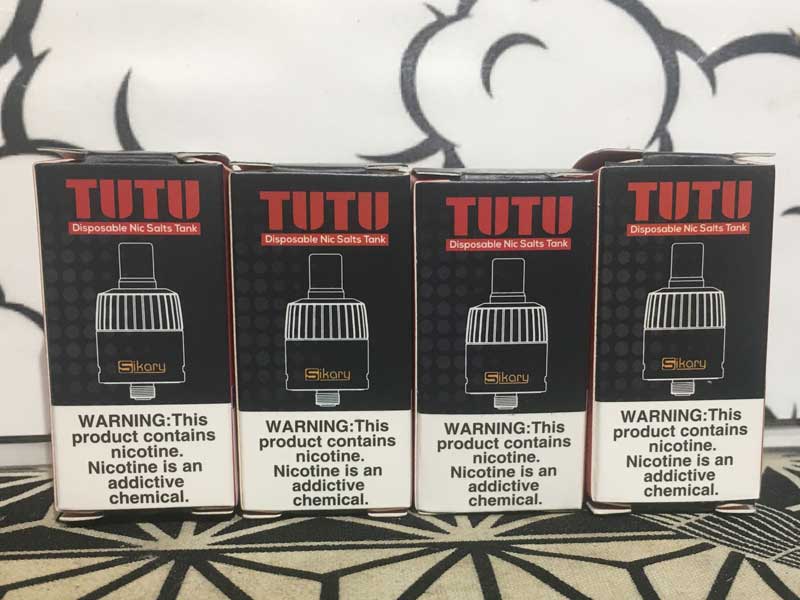 TUTU
Disposable Nic Salts Tank
Sikary
WARNING:This
product contains
nicotine.
Nicotine is an
addictive
chemical.
TUTU
Disposable Nic Salts Tank
Sikary
WARNING:This
product contains
nicotine.
Nicotine is an
addictive
chemical.
TUTU
Disposable Nic Salts Tank
Sikary
WARNING:This
product contains
nicotine.
Nicotine is an
addictive
chemical.
TUTU
Disposable Nic Salts Tank
Sikary
WARNING:This
product contains
nicotine.
Nicotine is an
addictive
chemical.